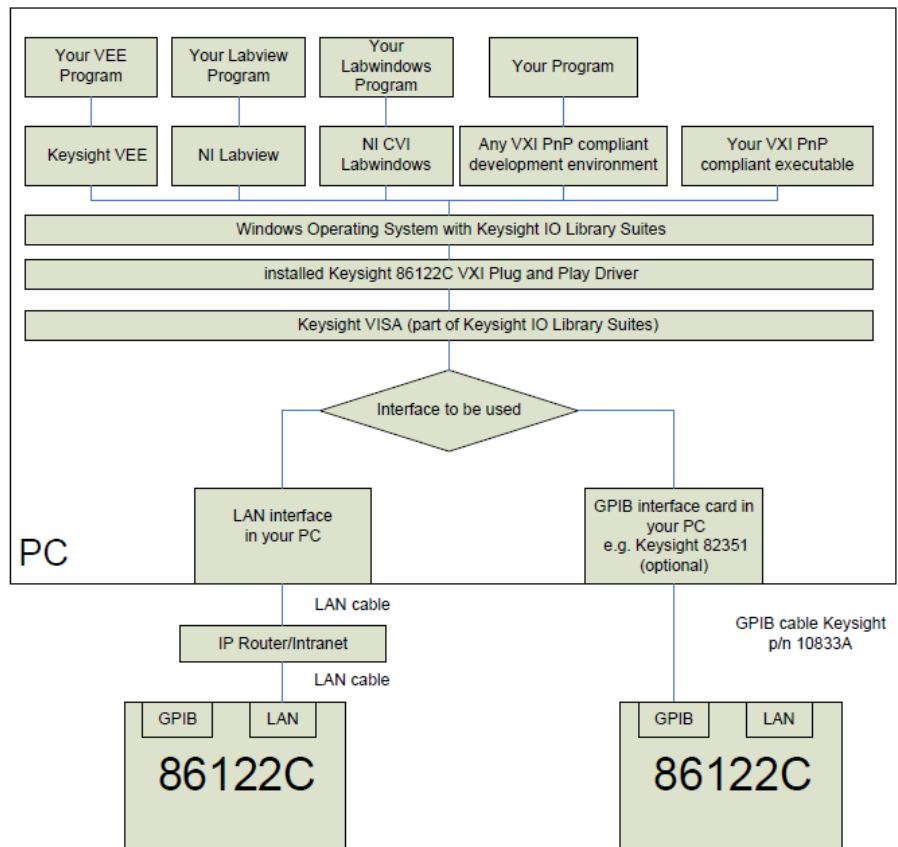 Your VEE
Program
Your Labview
Program
Your
Labwindows
Program
Your Program
Keysight VEE
NI Labview
NI CVI
Labwindows
Any VXI PnP compliant
development environment
Your VXI PnP
compliant executable
Windows Operating System with Keysight IO Library Suites
installed Keysight 86122C VXI Plug and Play Driver
Keysight VISA (part of Keysight IO Library Suites)
Interface to be used
LAN interface
in your PC
GPIB interface card in
your PC
e.g. Keysight 82351
(optional)
PC
LAN cable
IP Router/Intranet
LAN cable
GPIB cable Keysight
p/n 10833A
GPIB
LAN
86122C
GPIB
LAN
86122C